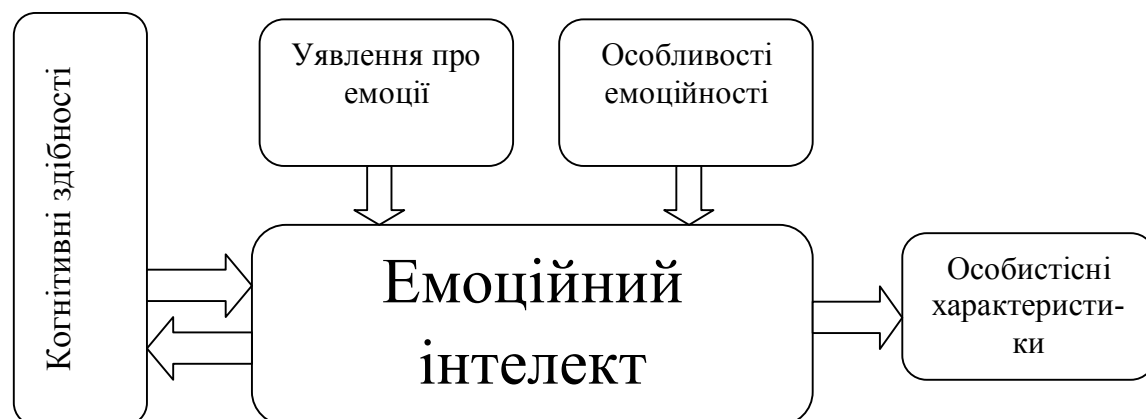 Когнітивні здібності
Уявлення про
емоції
Особливості
емоційності
Емоційний
інтелект
Особистісні
характеристи-
ки